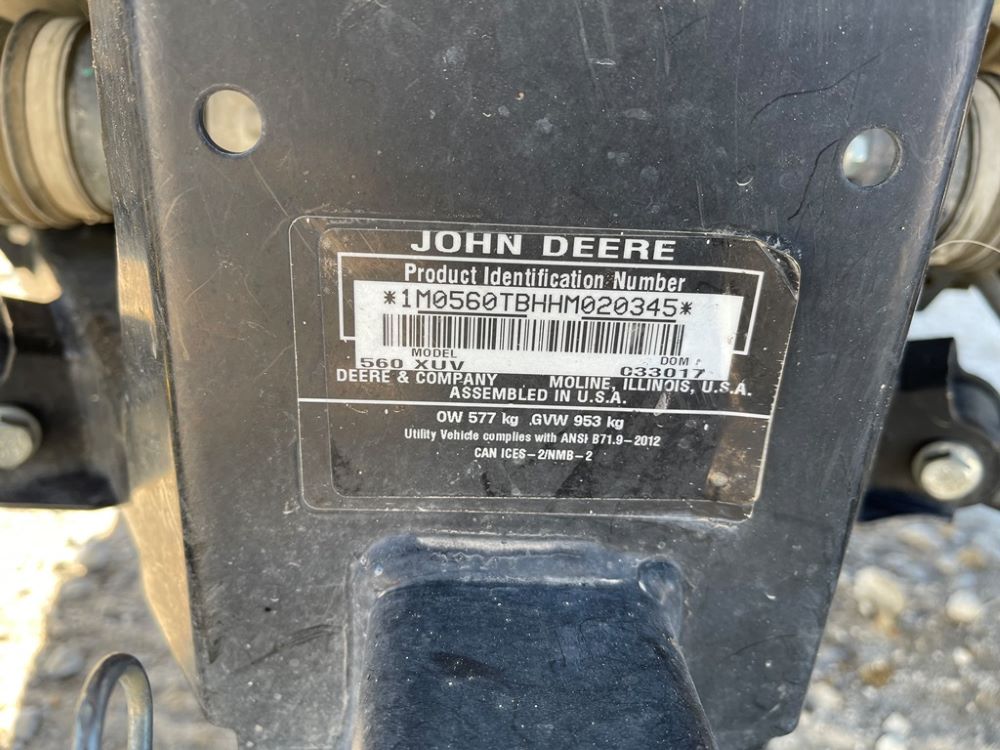 JOHN DEERE
Product Identification Number
*1M0560TBHHM020345*
MODEL DOM
560 XUV 033017
DEERE & COMPANY MOLINE, ILLINOIS, U.S.A.
ASSEMBLED IN U.S.A.
OW 577 kg GVW 953 kg
Utility Vehicle complies with ANSI B71.9-2012
CAN ICES-2/NMB-2